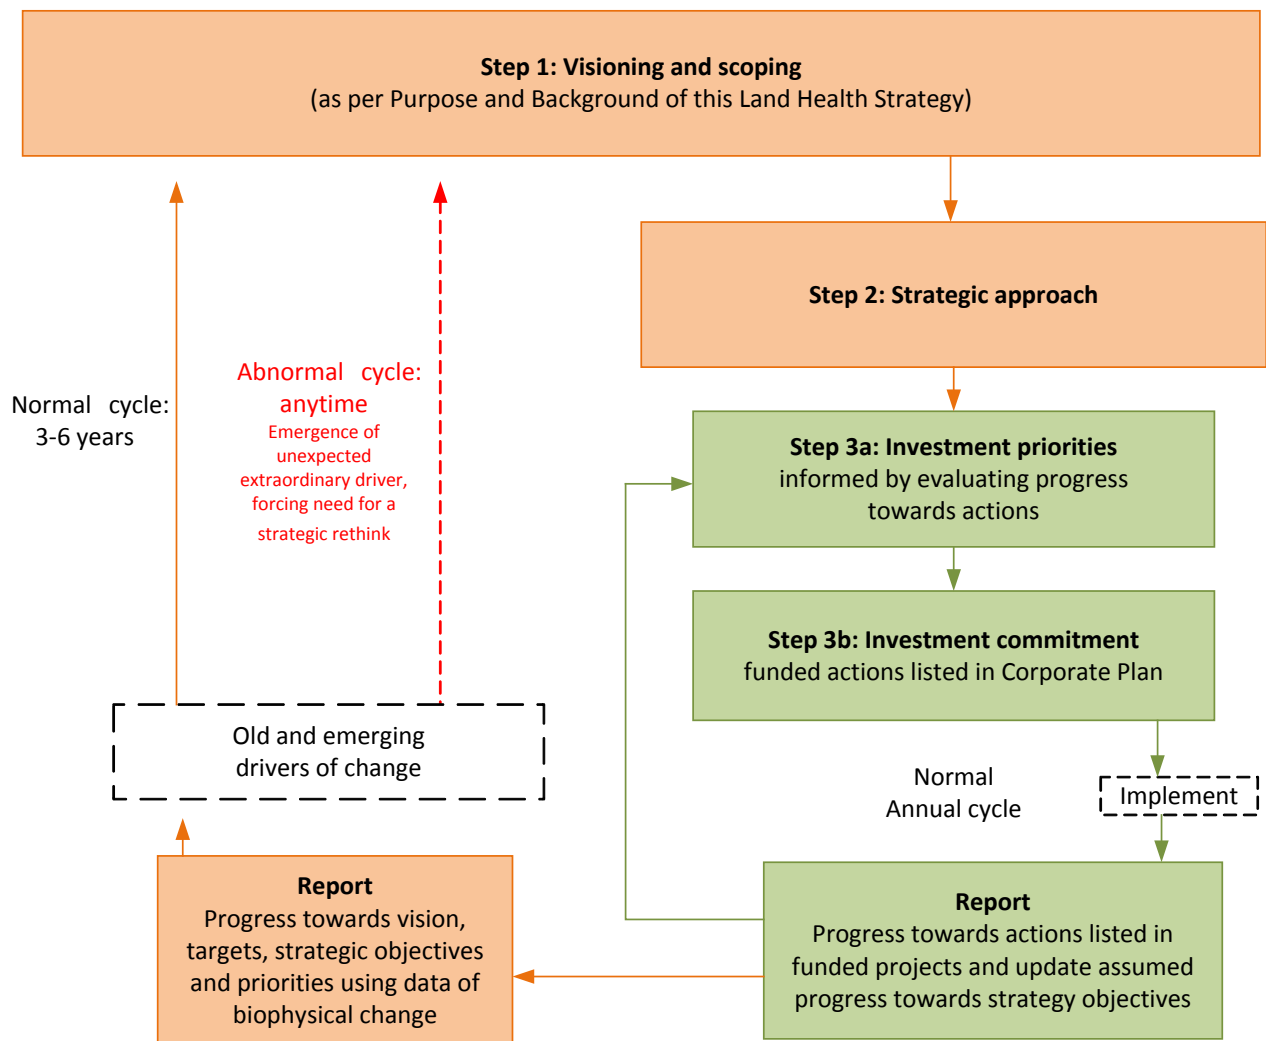 Step 1: Visioning and scoping
(as per Purpose and Background of this Land Health Strategy)
Step 2: Strategic approach
Normal cycle:
3-6 years
Abnormal cycle:
anytime
Emergence of
unexpected
extraordinary driver,
forcing need for a
strategic rethink
Step 3a: Investment priorities
informed by evaluating progress
towards actions
Step 3b: Investment commitment
funded actions listed in Corporate Plan
Old and emerging
drivers of change
Normal
Annual cycle
Implement
Report
Progress towards vision,
targets, strategic objectives
and priorities using data of
biophysical change
Report
Progress towards actions listed in
funded projects and update assumed
progress towards strategy objectives